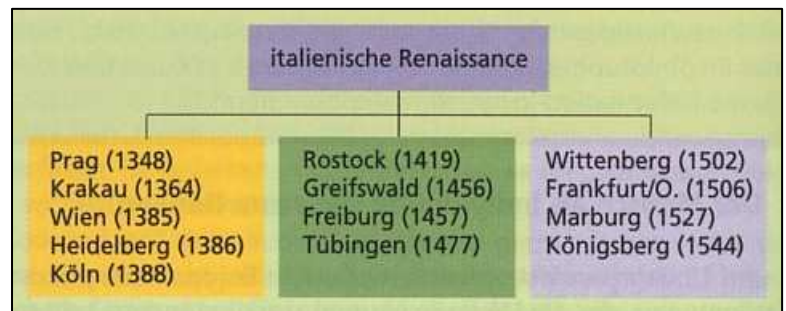 italienische Renaissance
Prag (1348)
Krakau (1364)
Wien (1385)
Heidelberg (1386)
Köln (1388)
Rostock (1419)
Greifswald (1456)
Freiburg (1457)
Tübingen (1477)
Wittenberg (1502)
Frankfurt/O. (1506)
Marburg (1527)
Königsberg (1544)